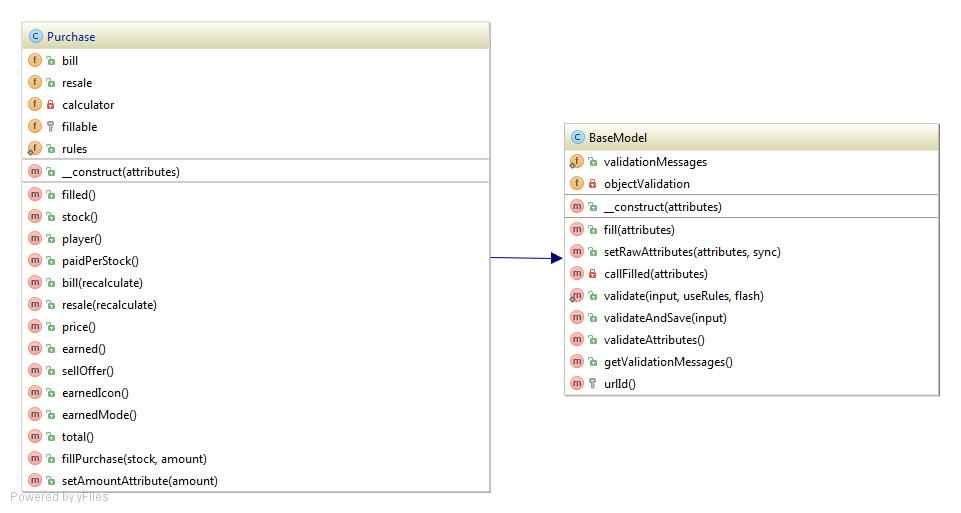 Purchase
bill
resale
calculator
fillable
rules
__construct(attributes)
filled()
stock()
player()
paidPerStock()
bill(recalculate)
resale(recalculate)
price()
earned()
sellOffer()
earnedIcon()
earnedMode()
total()
fillPurchase(stock, amount)
setAmountAttribute(amount)
BaseModel
validationMessages
objectValidation
__construct(attributes)
fill(attributes)
setRawAttributes(attributes, sync)
callFilled(attributes)
validate(input, useRules, flash)
validateAndSave(input)
validateAttributes()
getValidationMessages()
urlId()
Powered by yFiles